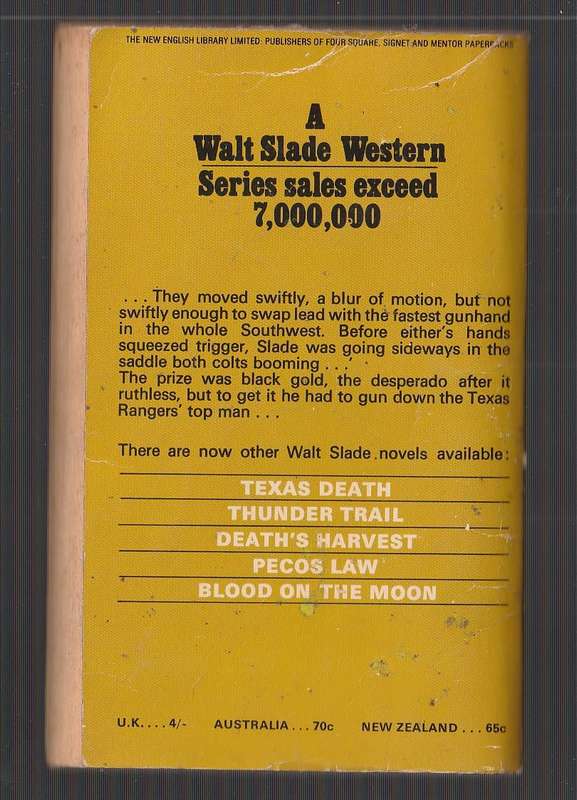 THE NEW ENGLISH LIBRARY LIMITED: PUBLISHERS OF FOUR SQUARE, SIGNET AND MENTOR PAPERBACKS
A
Walt Slade Western
Series sales exceed
7,000,000
. . . They moved swiftly, a blur of motion, but not
swiftly enough to swap lead with the fastest gunhand
in the whole Southwest. Before either's hands
squeezed trigger, Slade was going sideways in the
saddle both colts booming . . .'
The prize was black gold, the desperado after it
ruthless, but to get it he had to gun down the Texas
Rangers' top man . . .
There are now other Walt Slade novels available:
TEXAS DEATH
THUNDER TRAIL
DEATH'S HARVEST
PECOS LAW
BLOOD ON THE MOON
U.K. . . . 4/- AUSTRALIA . . . 70c NEW ZEALAND . . . 65c